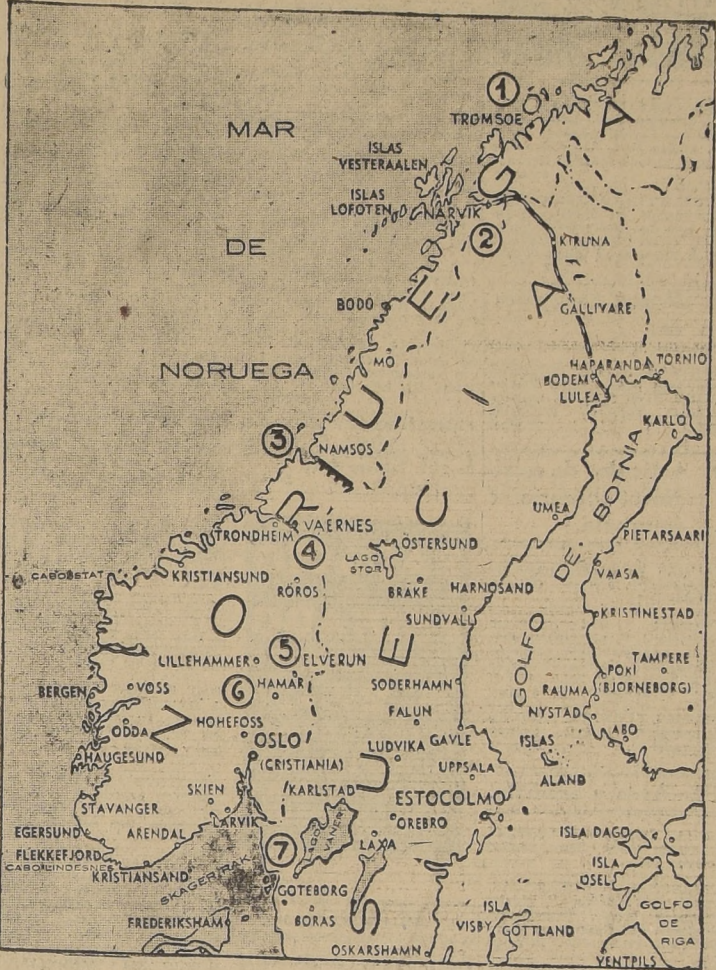 MAR
DE
NORUEGA
1
TROMSOE
ISLAS
VESTERAALEN
ISLAS
LOFOTEN
NARVIK
2
KIRUNA
GALLIVARE
BODO
MO
HAPARANDA
TORNIO
BODEM
LULEA
KARLO
3
NAMSOS
VAERNES
TRONDHEIM
4
ÖSTERSUND
LAGO
STOR
UMEA
GOLFO DE BOTNIA
PIETARSAARI
VAASA
CABO STAT
KRISTIANSUND
RÖROS
BRAKE
HARNOSAND
SUNDVALL
KRISTINESTAD
LILLEHAMMER
5
ELVERUN
TAMPERE
PORI
(BJORNEBORG)
RAUMA
NYSTAD
ABO
BERGEN
VOSS
6
HAMAR
SODERHAMN
FALUN
ODDA
HOHEFOSS
OSLO
(CRISTIANIA)
LUDVIKA
GAVLE
ISLAS
ALAND
HAUGESUND
UPPSALA
SKIEN
KARLSTAD
ESTOCOLMO
STAVANGER
LARVIK
LAGO
VANER
OREBRO
EGERSUND
ARENDAL
ISLA DAGO
FLEKKEFJORD
CABO LINDESNES
KRISTIANSAND
SKAGERRAK
7
LAXA
ISLA
OSEL
GOTEBORG
BORAS
ISLA
GOTTLAND
VISBY
GOLFO
DE
RIGA
FREDERIKSHAM
OSKARSHAMN
VENTPILS
NORUEGA
SUECIA